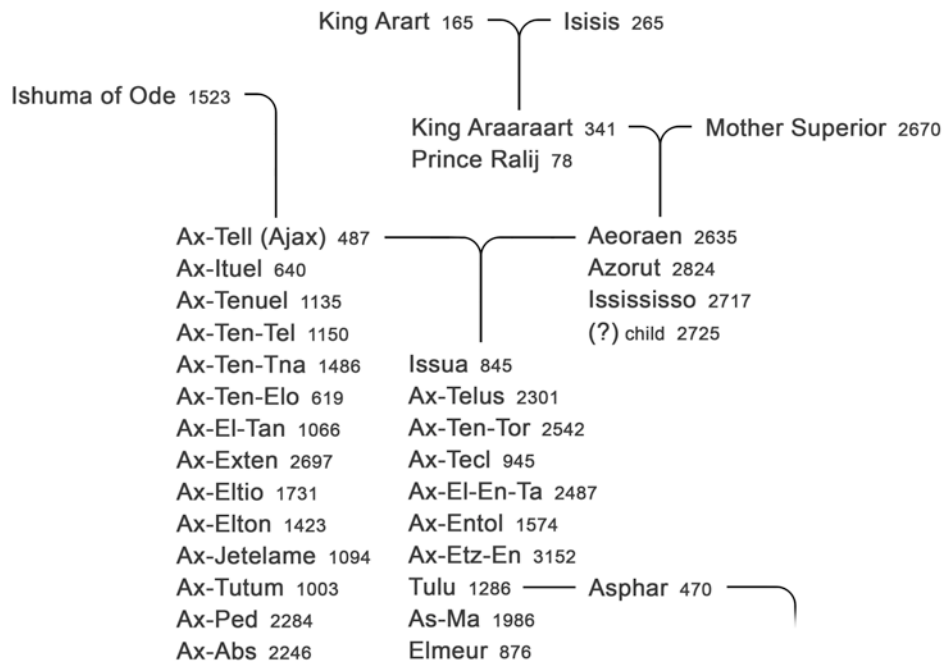 King Arart 165 Isisis 265
Ishuma of Ode 1523
King Araaraart 341 Mother Superior 2670
Prince Ralij 78
Ax-Tell (Ajax) 487 Aeoraen 2635
Ax-Ituel 640 Azorut 2824
Ax-Tenuel 1135 Issississo 2717
Ax-Ten-Tel 1150 (?) child 2725
Ax-Ten-Tna 1486 Issua 845
Ax-Ten-Elo 619 Ax-Telus 2301
Ax-El-Tan 1066 Ax-Ten-Tor 2542
Ax-Exten 2697 Ax-Tecl 945
Ax-Eltio 1731 Ax-El-En-Ta 2487
Ax-Elton 1423 Ax-Entol 1574
Ax-Jetelame 1094 Ax-Etz-En 3152
Ax-Tutum 1003 Tulu 1286 Asphar 470
Ax-Ped 2284 As-Ma 1986
Ax-Abs 2246 Elmeur 876